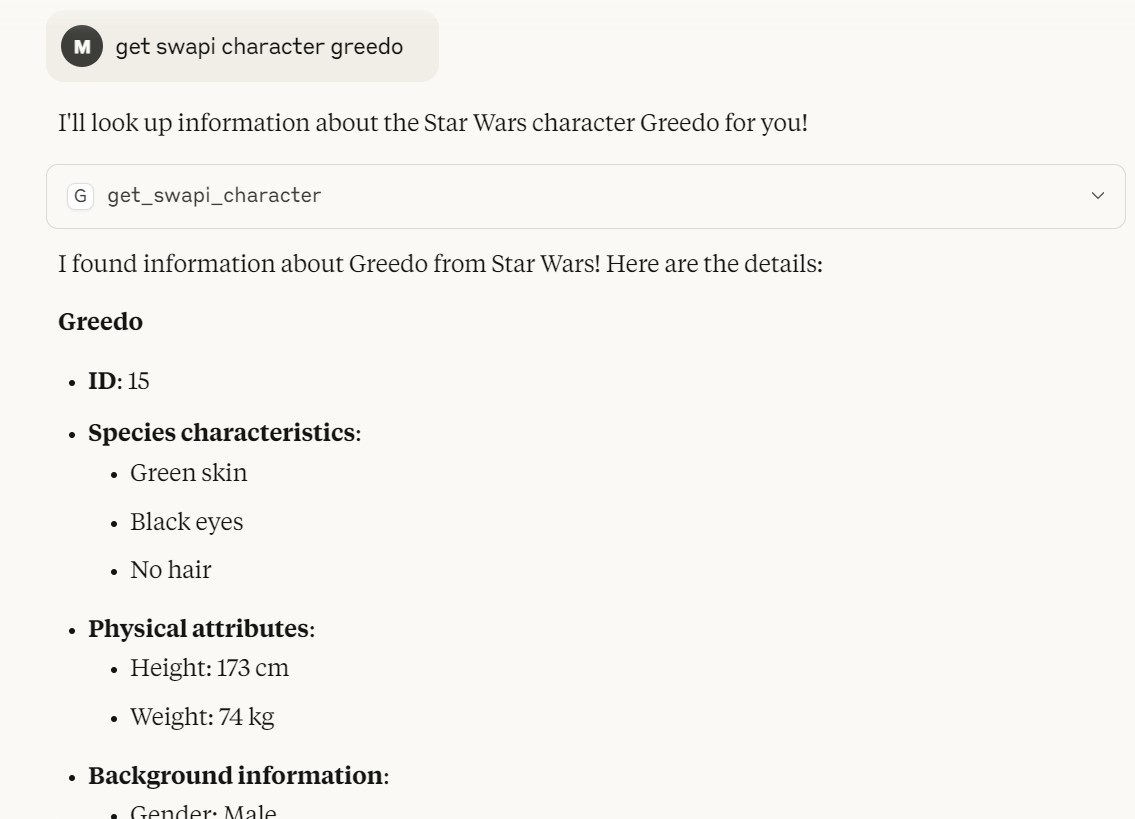 M get swapi character greedo
I'll look up information about the Star Wars character Greedo for you!
G get_swapi_character
I found information about Greedo from Star Wars! Here are the details:
Greedo
• ID: 15
• Species characteristics:
• Green skin
• Black eyes
• No hair
• Physical attributes:
• Height: 173 cm
• Weight: 74 kg
• Background information:
• Gender: Male